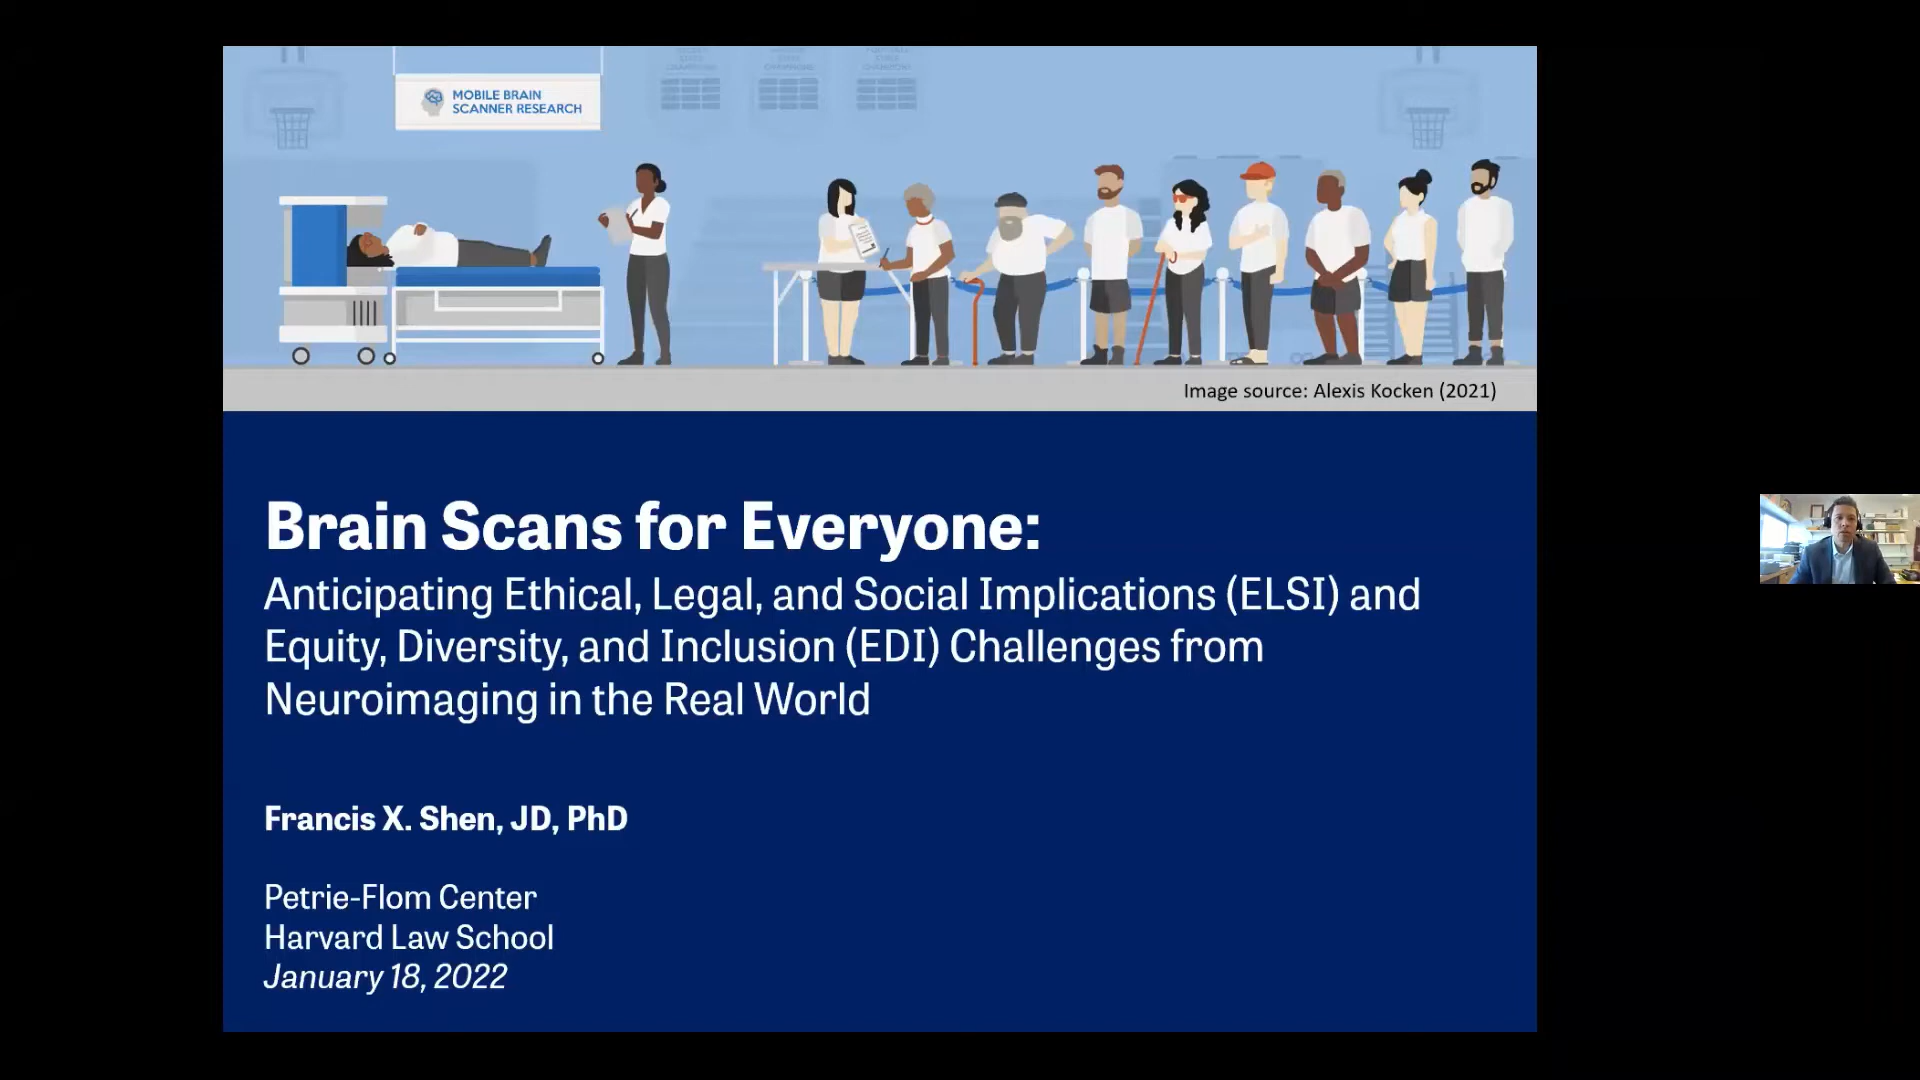 MOBILE BRAIN
SCANNER RESEARCH
Image source: Alexis Kocken (2021)
Brain Scans for Everyone:
Anticipating Ethical, Legal, and Social Implications (ELSI) and
Equity, Diversity, and Inclusion (EDI) Challenges from
Neuroimaging in the Real World
Francis X. Shen, JD, PhD
Petrie-Flom Center
Harvard Law School
January 18, 2022